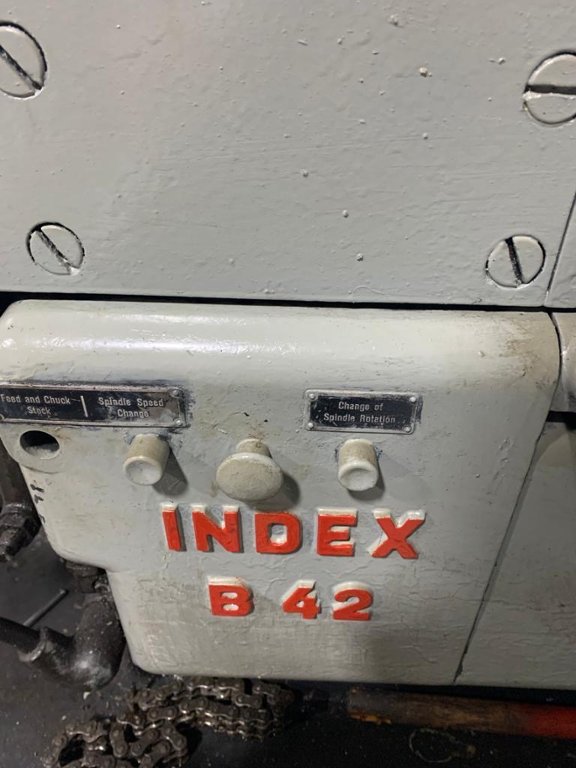 Feed and Chuck
Stock
Spindle Speed
Change
Change of
Spindle Rotation
INDEX
B 42